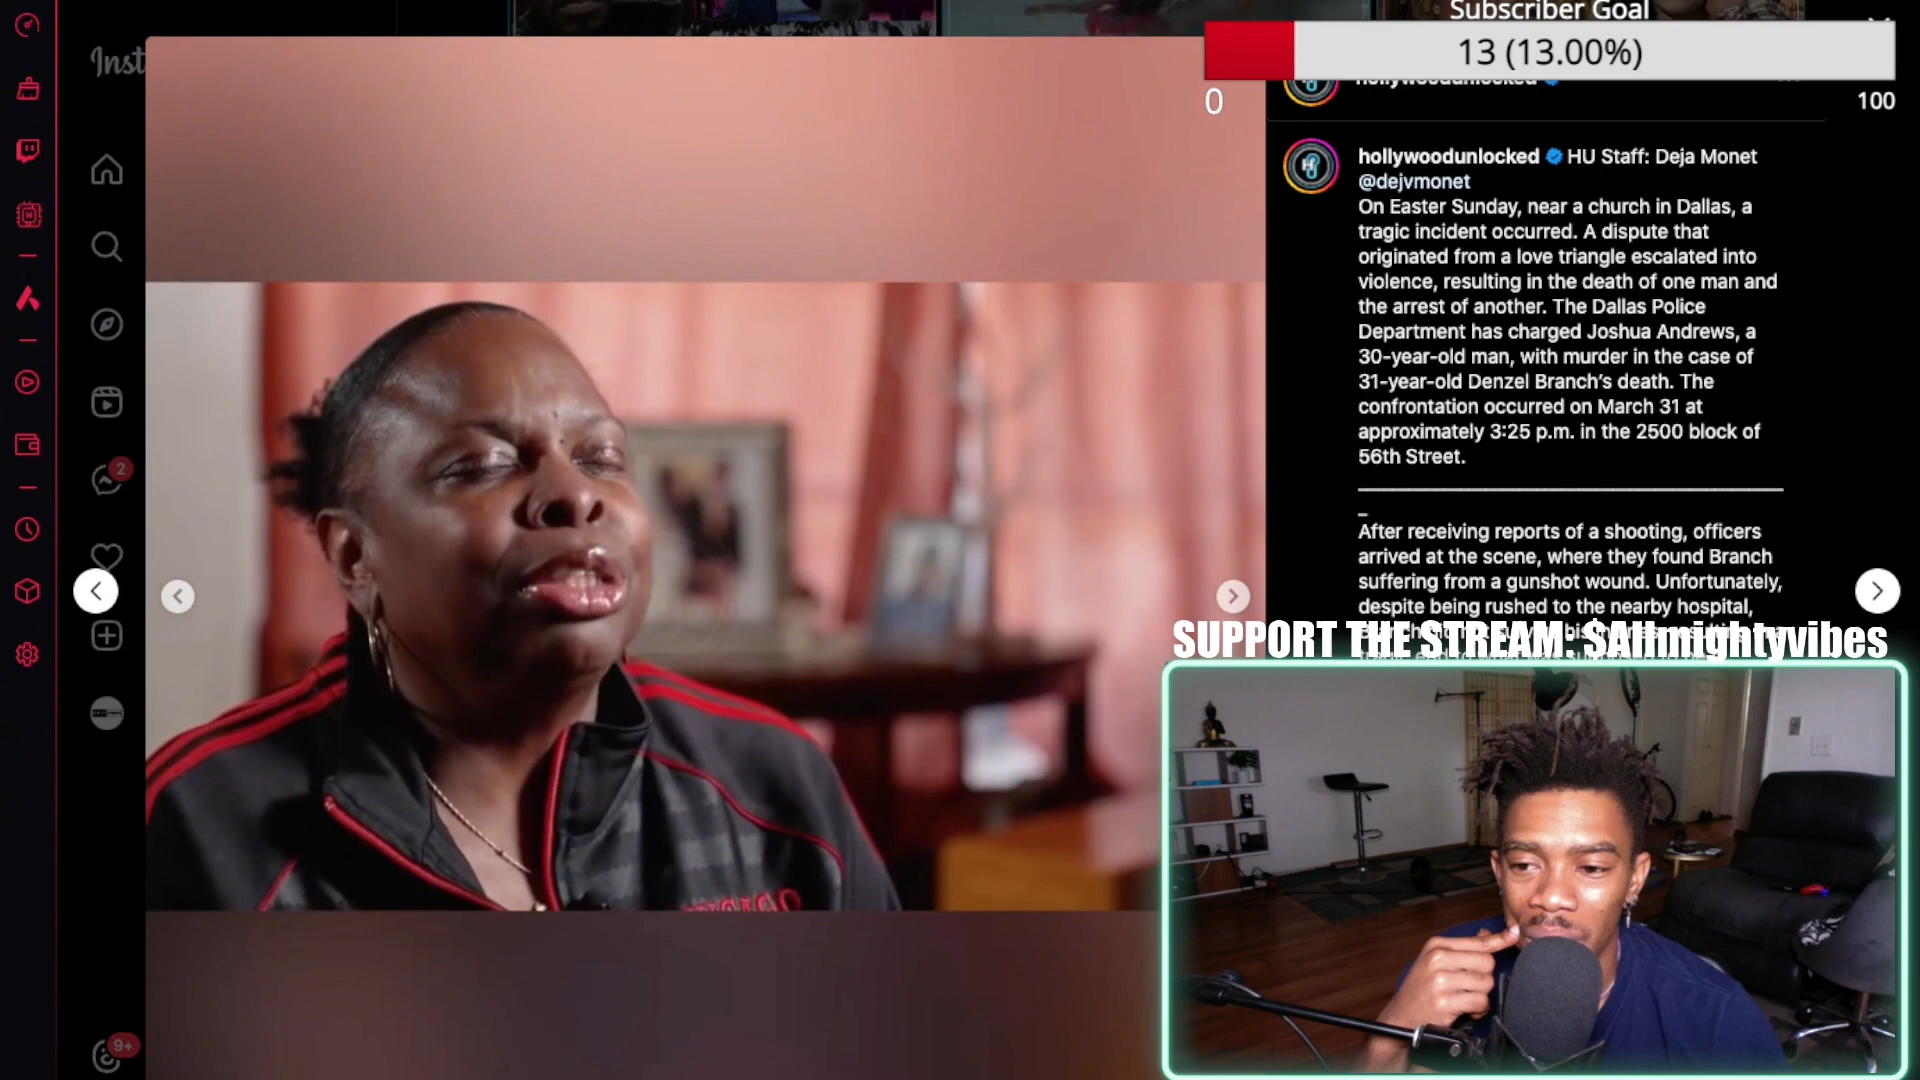 Subscriber Goal
13 (13.00%)
0
100
Inst
hollywoodunlocked
hollywoodunlocked HU Staff: Deja Monet
@dejvmonet
On Easter Sunday, near a church in Dallas, a
tragic incident occurred. A dispute that
originated from a love triangle escalated into
violence, resulting in the death of one man and
the arrest of another. The Dallas Police
Department has charged Joshua Andrews, a
30-year-old man, with murder in the case of
31-year-old Denzel Branch's death. The
confrontation occurred on March 31 at
approximately 3:25 p.m. in the 2500 block of
56th Street.
After receiving reports of a shooting, officers
arrived at the scene, where they found Branch
suffering from a gunshot wound. Unfortunately,
despite being rushed to the nearby hospital,
SUPPORT THE STREAM: $Allnightyvibes
2
9+